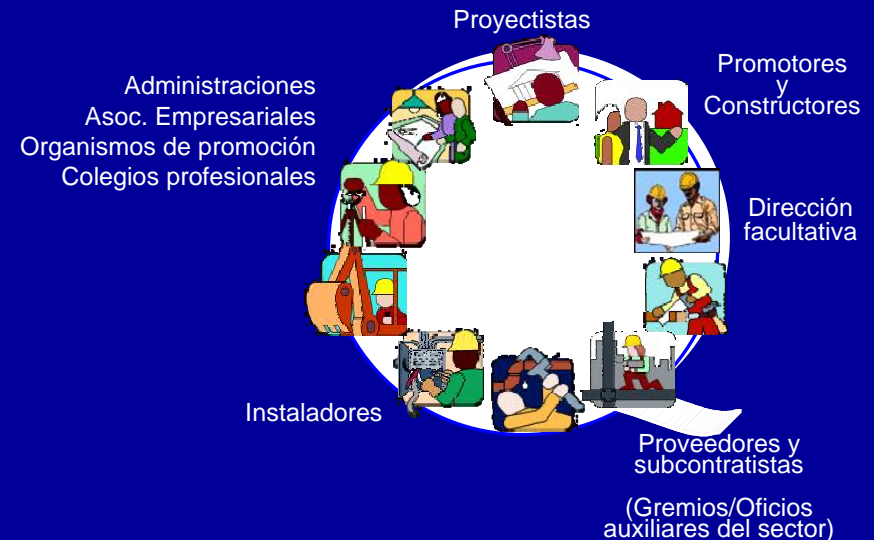 Proyectistas
Promotores
y
Constructores
Administraciones
Asoc. Empresariales
Organismos de promoción
Colegios profesionales
Dirección
facultativa
Instaladores
Proveedores y
subcontratistas
(Gremios/Oficios
auxiliares del sector)